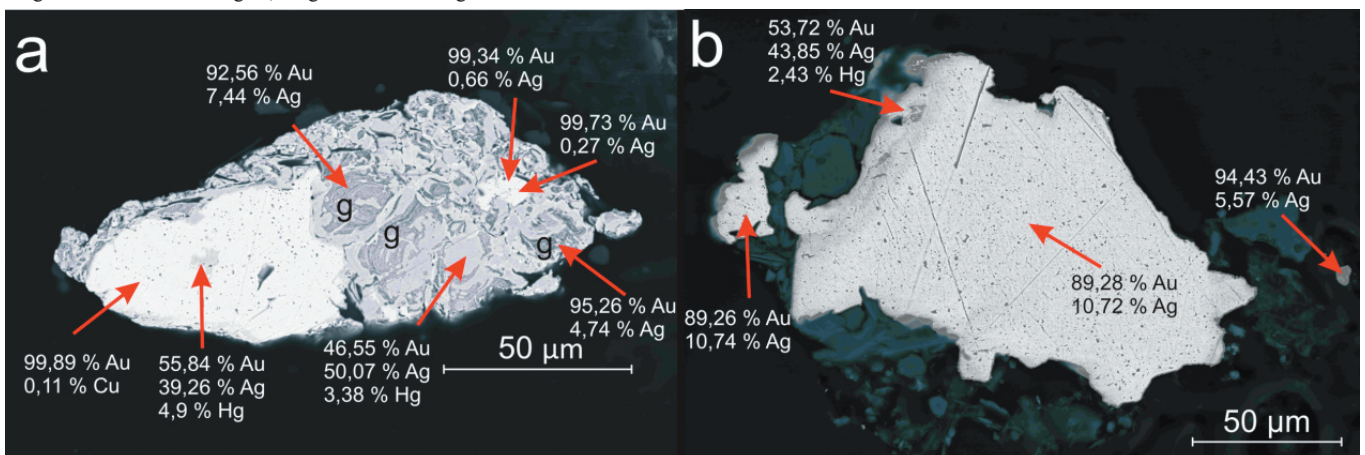 a
92,56 % Au
7,44 % Ag
99,34 % Au
0,66 % Ag
99,73 % Au
0,27 % Ag
g
g
g
99,89 % Au
0,11 % Cu
55,84 % Au
39,26 % Ag
4,9 % Hg
46,55 % Au
50,07 % Ag
3,38 % Hg
95,26 % Au
4,74 % Ag
50 µm
b
53,72 % Au
43,85 % Ag
2,43 % Hg
94,43 % Au
5,57 % Ag
89,28 % Au
10,72 % Ag
89,26 % Au
10,74 % Ag
50 µm